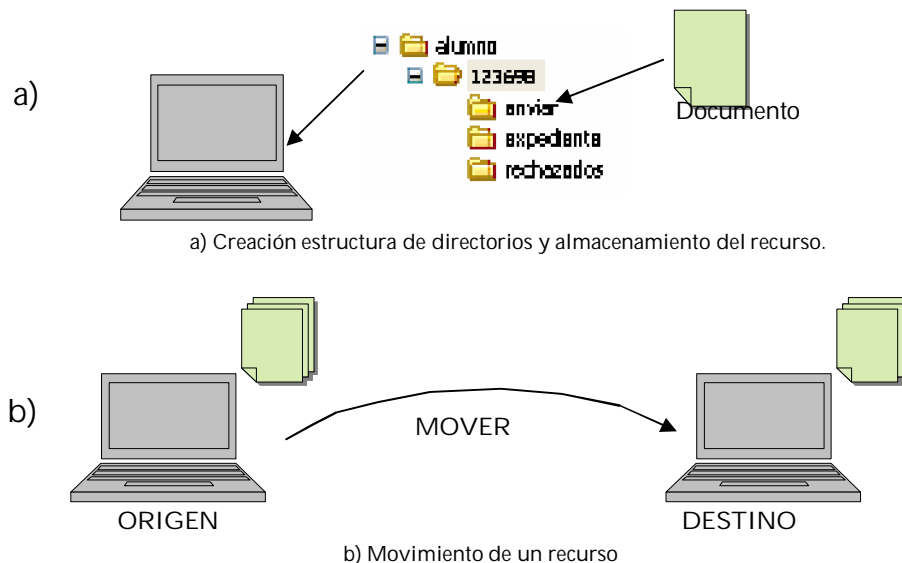 a)
alumno
123698
enviar
expediente
rechazados
Documento
a) Creación estructura de directorios y almacenamiento del recurso.
b)
MOVER
ORIGEN
DESTINO
b) Movimiento de un recurso